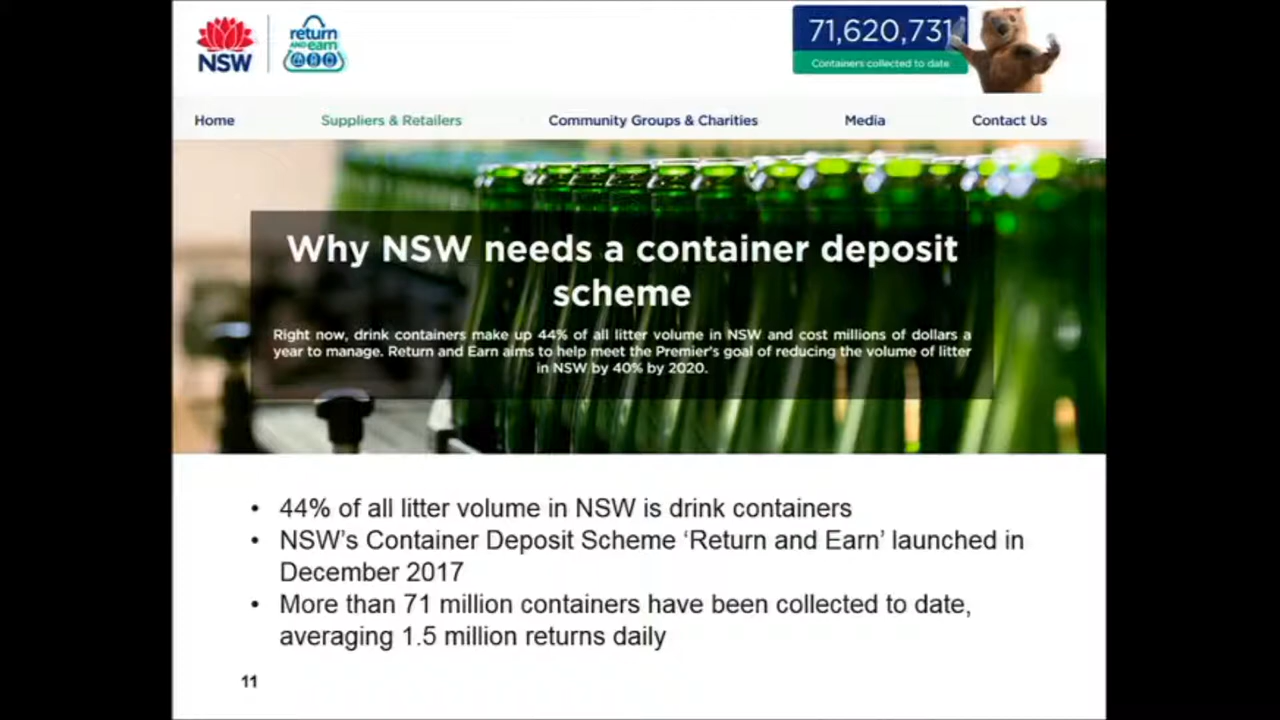 NSW
return
AND earn
71,620,731
Containers collected to date
Home
Suppliers & Retailers
Community Groups & Charities
Media
Contact Us
Why NSW needs a container deposit
scheme
Right now, drink containers make up 44% of all litter volume in NSW and cost millions of dollars a
year to manage. Return and Earn aims to help meet the Premier's goal of reducing the volume of litter
in NSW by 40% by 2020.
• 44% of all litter volume in NSW is drink containers
• NSW's Container Deposit Scheme ‘Return and Earn’ launched in
December 2017
• More than 71 million containers have been collected to date,
averaging 1.5 million returns daily
11